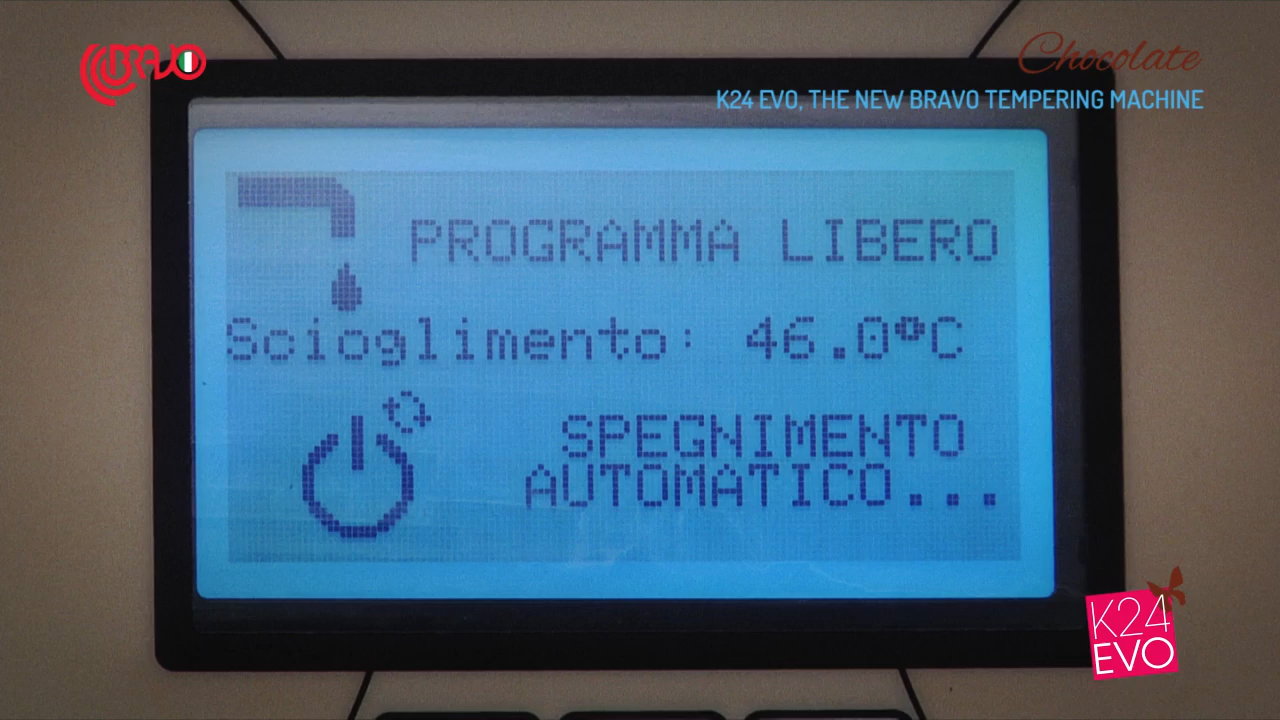 BRAVO
Chocolate
K24 EVO, THE NEW BRAVO TEMPERING MACHINE
PROGRAMMA LIBERO
Scioglimento: 46.0°C
SPEGNIMENTO
AUTOMATICO...
K24
EVO